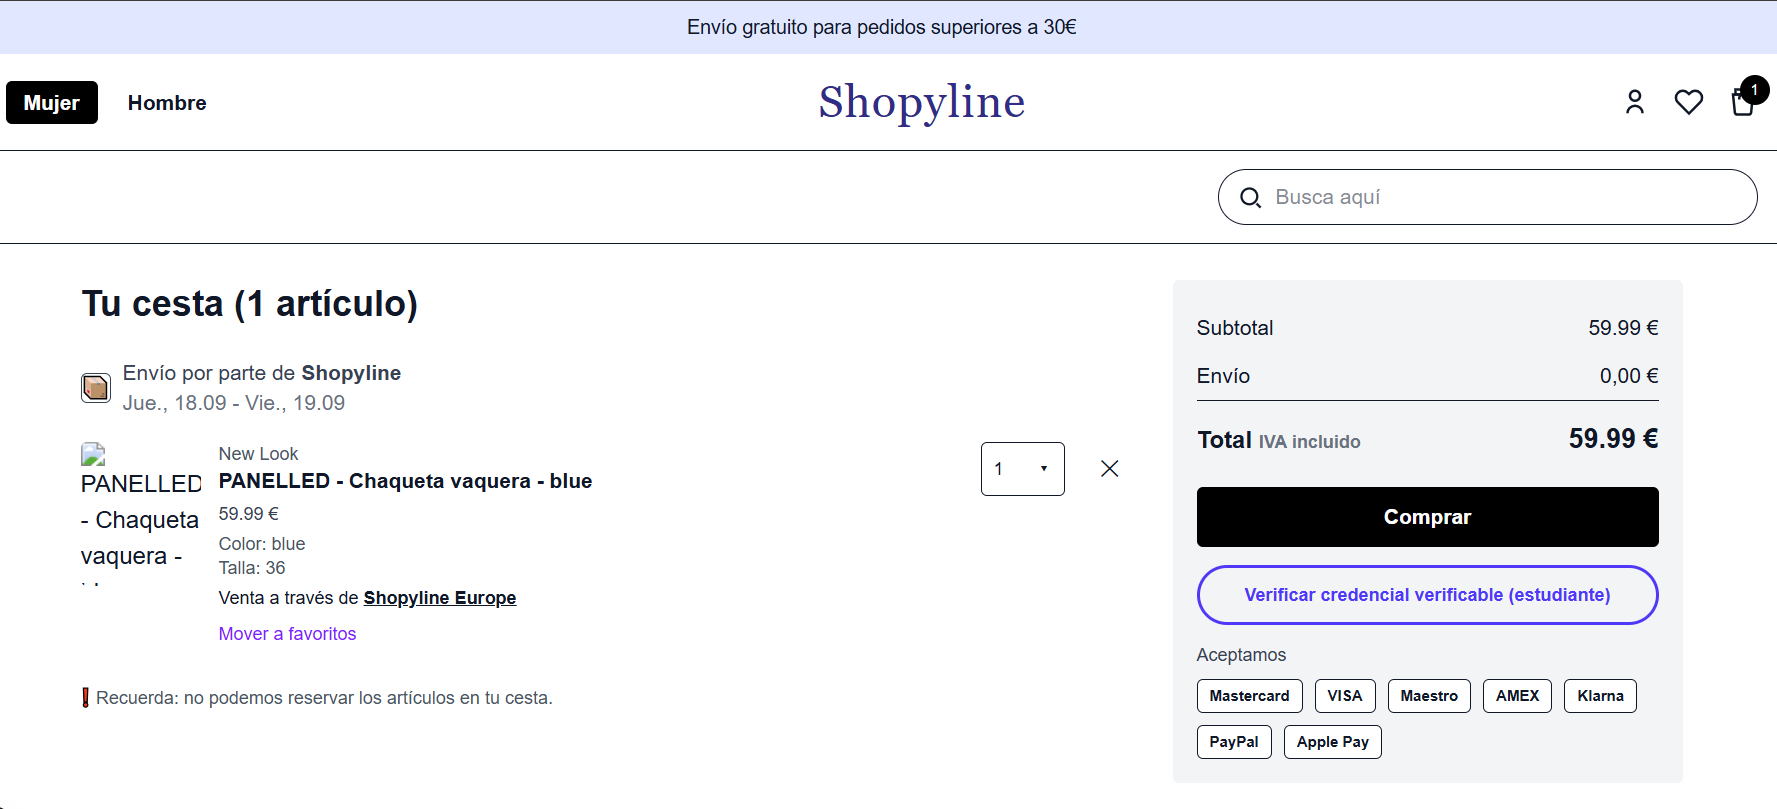 Envío gratuito para pedidos superiores a 30€
Mujer
Hombre
Shopyline
1
Busca aquí
Tu cesta (1 artículo)
Envío por parte de Shopyline
Jue., 18.09 - Vie., 19.09
PANELLED
- Chaqueta
vaquera -
New Look
PANELLED - Chaqueta vaquera - blue
59.99 €
Color: blue
Talla: 36
Venta a través de Shopyline Europe
Mover a favoritos
1
❗Recuerda: no podemos reservar los artículos en tu cesta.
Subtotal 59.99 €
Envío 0,00 €
Total IVA incluido 59.99 €
Comprar
Verificar credencial verificable (estudiante)
Aceptamos
Mastercard VISA Maestro AMEX Klarna
PayPal Apple Pay